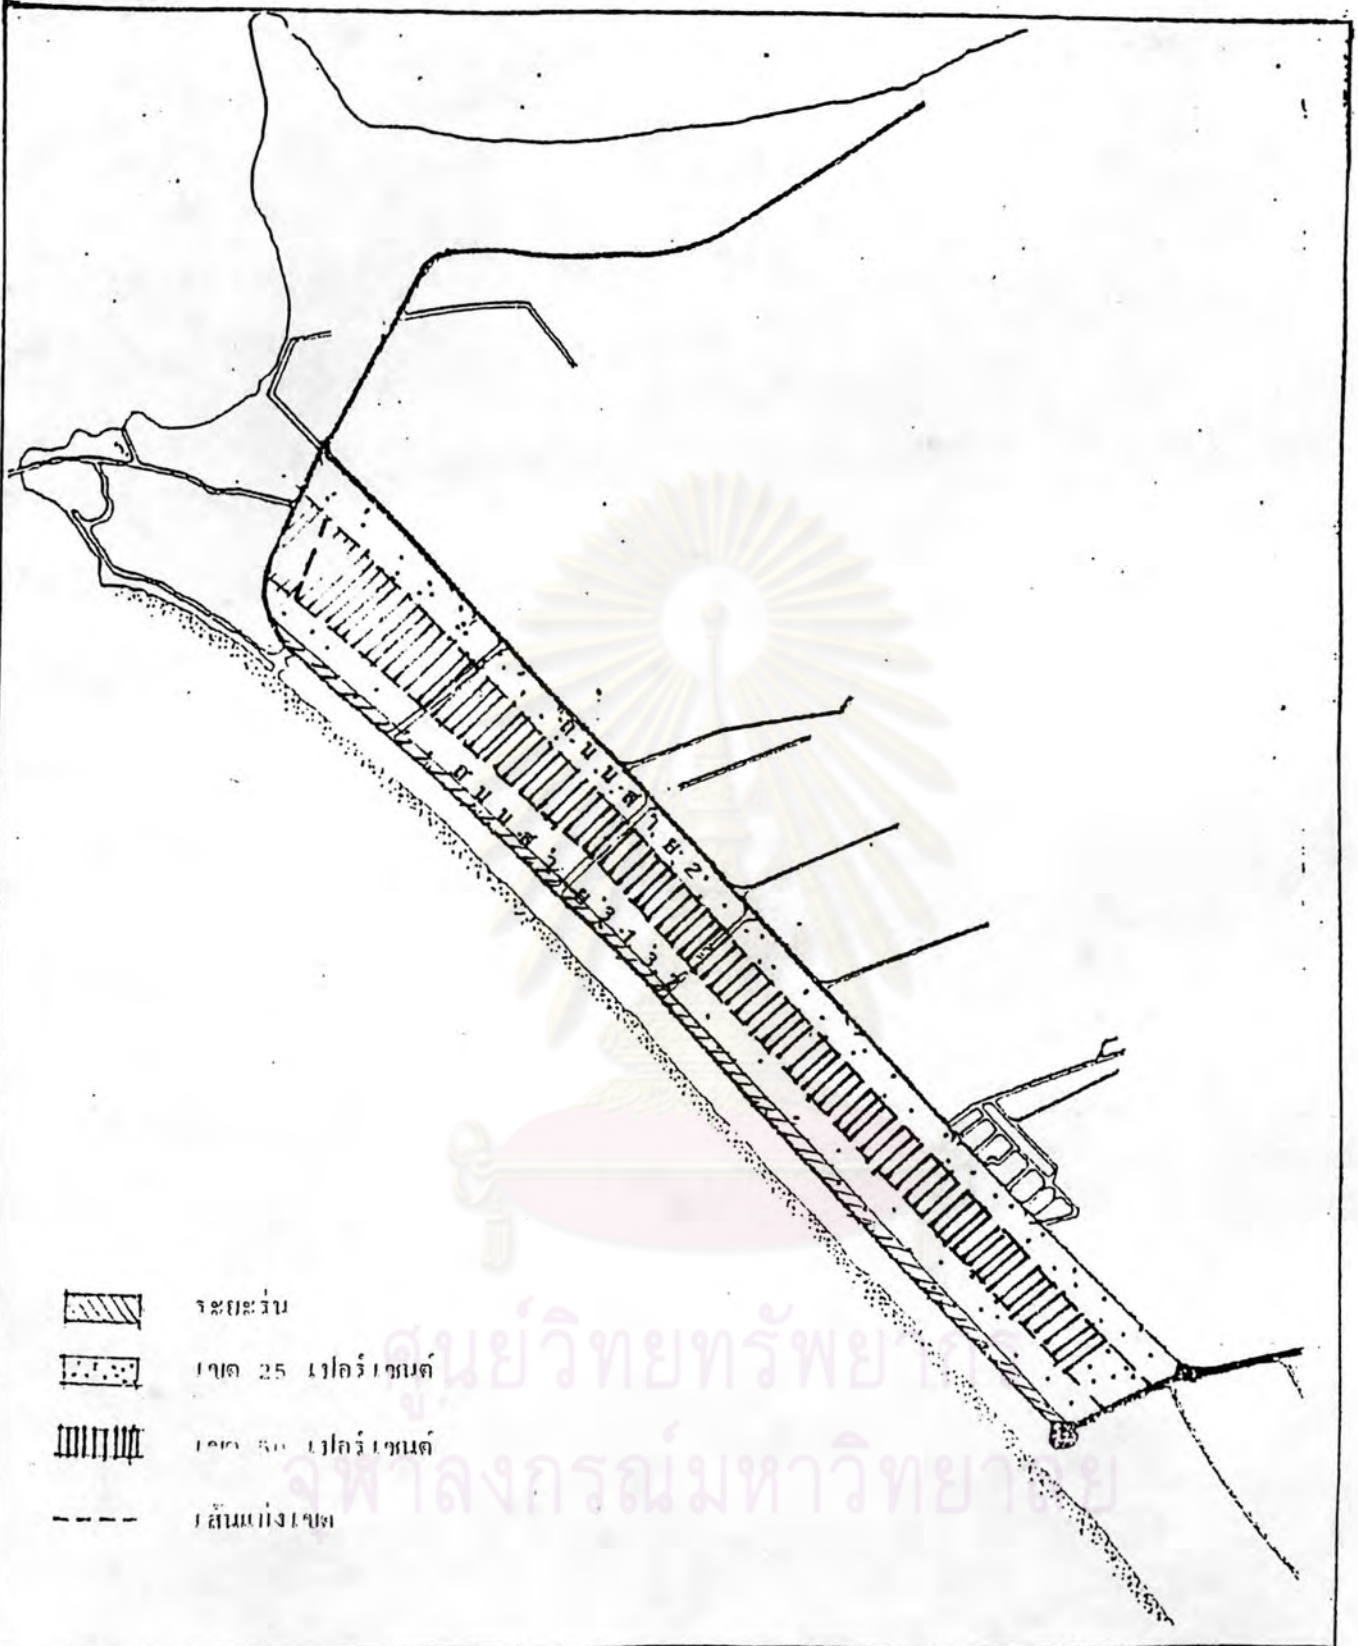 ถนนสาย 2
ถนนสาย 3135
ระยะร่น
เขต 25 เปอร์เซนต์
เขต 50 เปอร์เซนต์
เส้นแบ่งเขต
ศูนย์วิทยทรัพยากร
จุฬาลงกรณ์มหาวิทยาลัย